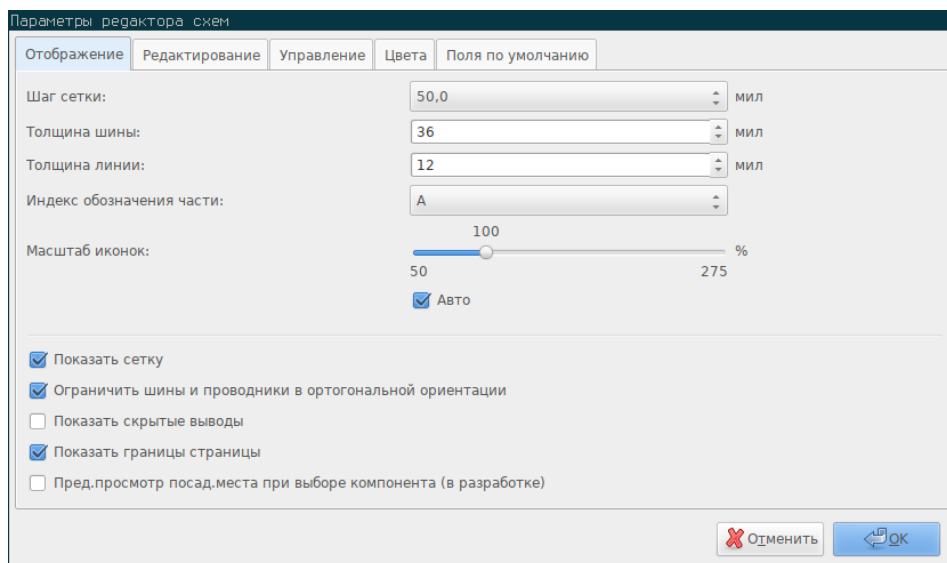 Параметры редактора схем
Отображение Редактирование Управление Цвета Поля по умолчанию
Шаг сетки: 50,0 мил
Толщина шины: 36 мил
Толщина линии: 12 мил
Индекс обозначения части: A
100
Масштаб иконок: %
50 275
Авто
Показать сетку
Ограничить шины и проводники в ортогональной ориентации
Показать скрытые выводы
Показать границы страницы
Пред.просмотр посад.места при выборе компонента (в разработке)
Отменить OK